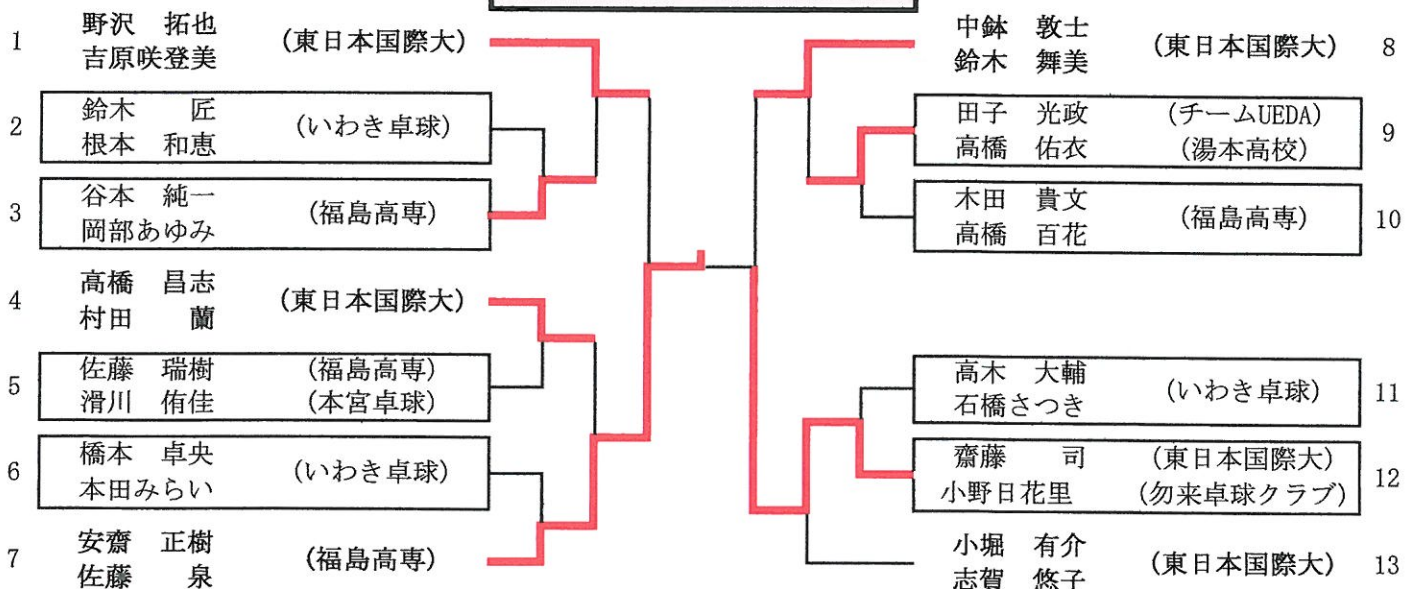 1 野沢 拓也 (東日本国際大)
吉原咲登美
2 鈴木 匠 (いわき卓球)
根本 和恵
3 谷本 純一 (福島高専)
岡部あゆみ
4 高橋 昌志 (東日本国際大)
村田 蘭
5 佐藤 瑞樹 (福島高専)
滑川 侑佳 (本宮卓球)
6 橋本 卓央 (いわき卓球)
本田みらい
7 安齋 正樹 (福島高専)
佐藤 泉
中鉢 敦士 (東日本国際大) 8
鈴木 舞美
田子 光政 (チームUEDA) 9
高橋 佑衣 (湯本高校)
木田 貴文 (福島高専) 10
高橋 百花
高木 大輔 (いわき卓球) 11
石橋さつき
齋藤 司 (東日本国際大) 12
小野日花里 (勿来卓球クラブ)
小堀 有介 (東日本国際大) 13
志賀 悠子